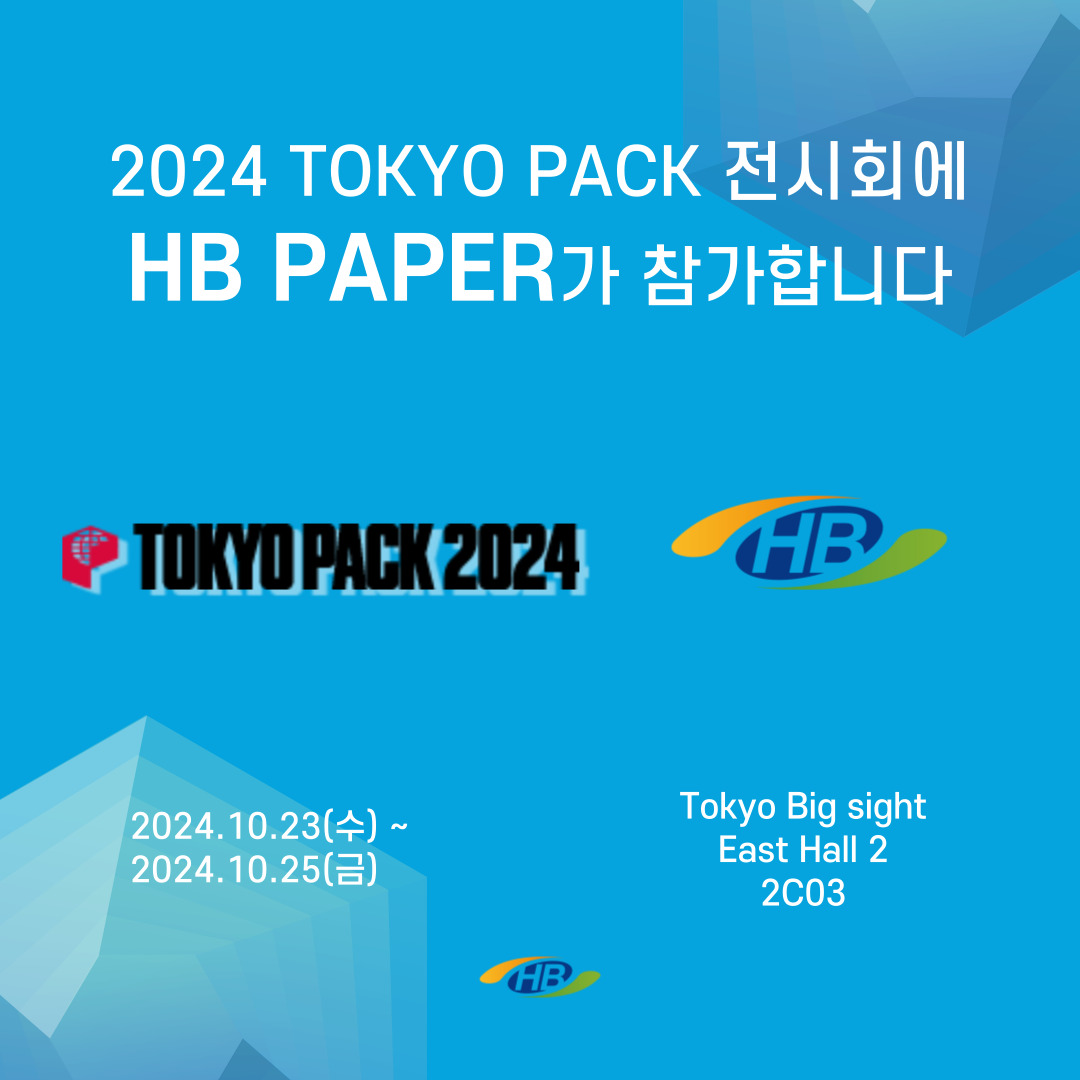 2024 TOKYO PACK 전시회에
HB PAPER가 참가합니다
TOKYO PACK 2024
HB
2024.10.23(수) ~
2024.10.25(금)
Tokyo Big sight
East Hall 2
2C03
HB